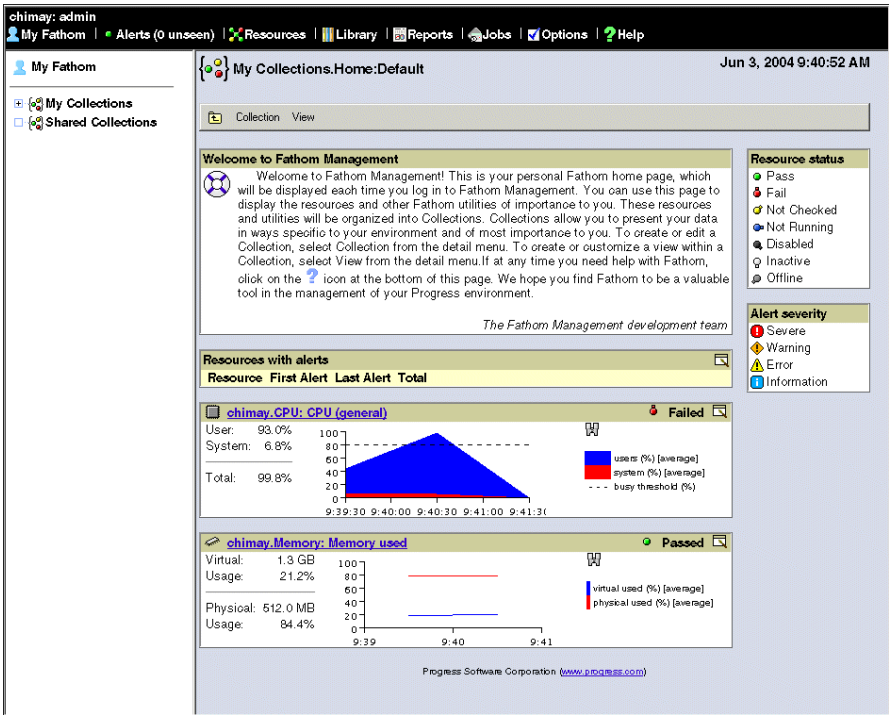 chimay: admin
My Fathom | Alerts (0 unseen) | Resources | Library | Reports | Jobs | Options | Help
My Fathom
My Collections
Shared Collections
My Collections.Home:Default
Jun 3, 2004 9:40:52 AM
Collection View
Welcome to Fathom Management
Welcome to Fathom Management! This is your personal Fathom home page, which
will be displayed each time you log in to Fathom Management. You can use this page to
display the resources and other Fathom utilities of importance to you. These resources
and utilities will be organized into Collections. Collections allow you to present your data
in ways specific to your environment and of most importance to you. To create or edit a
Collection, select Collection from the detail menu. To create or customize a view within a
Collection, select View from the detail menu.If at any time you need help with Fathom,
click on the ? icon at the bottom of this page. We hope you find Fathom to be a valuable
tool in the management of your Progress environment.
The Fathom Management development team
Resource status
Pass
Fail
Not Checked
Not Running
Disabled
Inactive
Offline
Alert severity
Severe
Warning
Error
Information
Resources with alerts
Resource First Alert Last Alert Total
chimay.CPU: CPU (general)
Failed
User: 93.0%
System: 6.8%
Total: 99.8%
100
80
60
40
20
0
9:39:30 9:40:00 9:40:30 9:41:00 9:41:3(
users (%) [average]
system (%) [average]
busy threshold (%)
chimay.Memory: Memory used
Passed
Virtual: 1.3 GB
Usage: 21.2%
Physical: 512.0 MB
Usage: 84.4%
100
80
60
40
20
0
9:39 9:40 9:41
virtual used (%) [average]
physical used (%) [average]
Progress Software Corporation (www.progress.com)